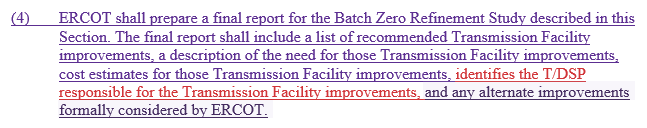 (4) ERCOT shall prepare a final report for the Batch Zero Refinement Study described in this
Section. The final report shall include a list of recommended Transmission Facility
improvements, a description of the need for those Transmission Facility improvements,
cost estimates for those Transmission Facility improvements, identifies the T/DSP
responsible for the Transmission Facility improvements, and any alternate improvements
formally considered by ERCOT.